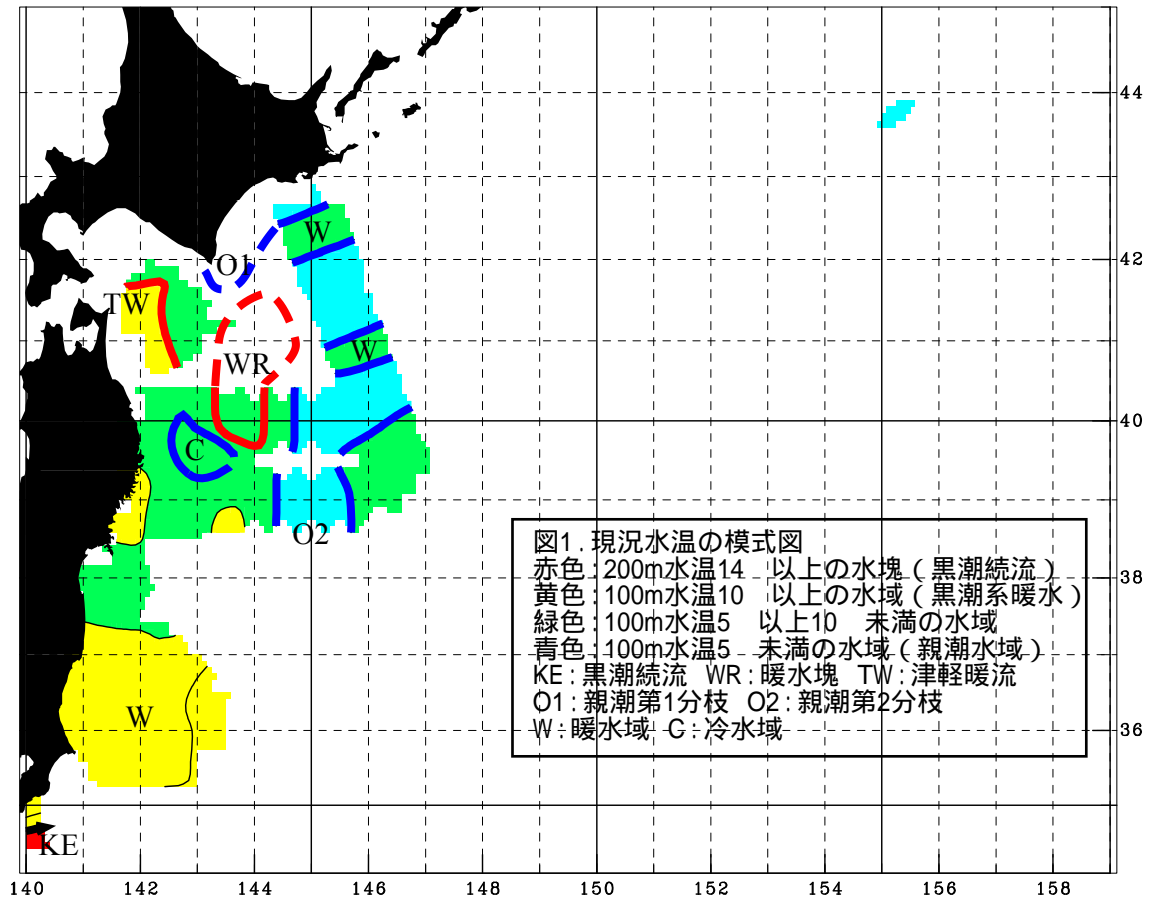 44
42
40
38
36
W
O1
TW
W
WR
C
O2
W
KE
図1.現況水温の模式図
赤色:200m水温14　以上の水塊(黒潮続流)
黄色:100m水温10　以上の水域(黒潮系暖水)
緑色:100m水温5　以上10　未満の水域
青色:100m水温5　未満の水域(親潮水域)
KE:黒潮続流 WR:暖水塊 TW:津軽暖流
O1:親潮第1分枝 O2:親潮第2分枝
W:暖水域 C:冷水域
140 142 144 146 148 150 152 154 156 158